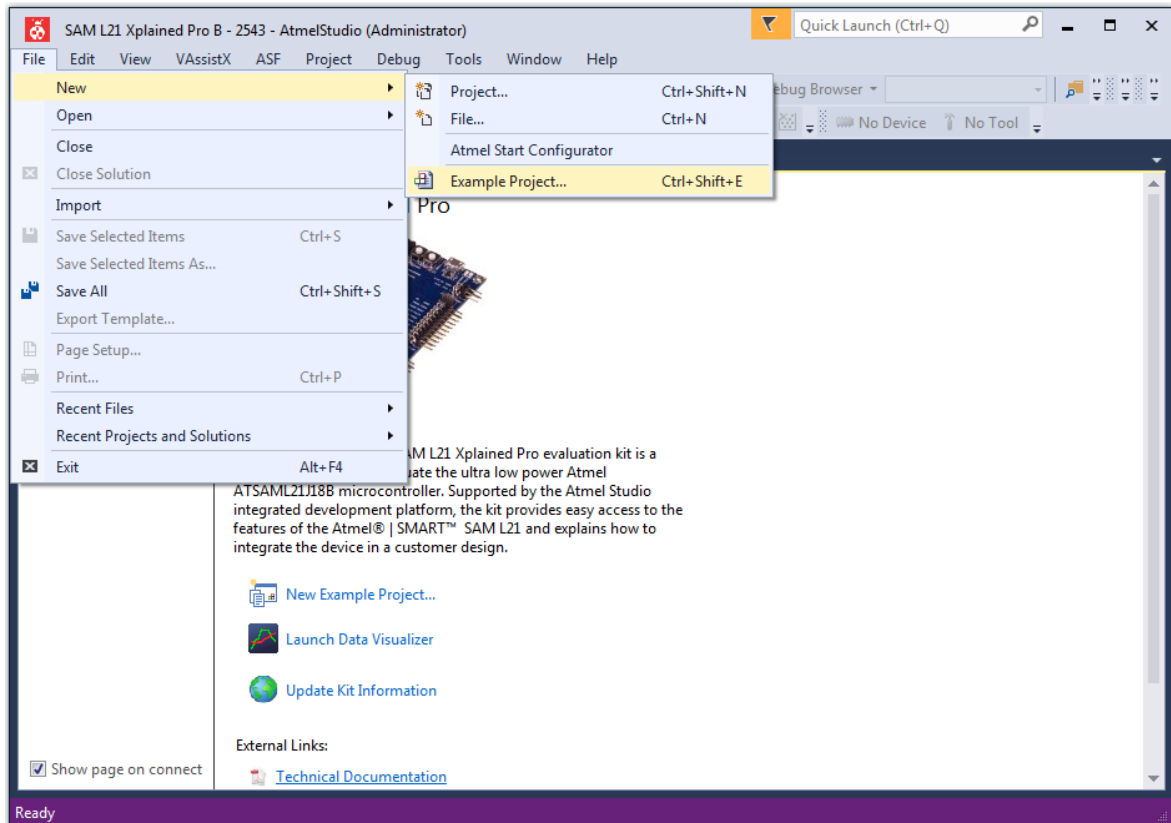 SAM L21 Xplained Pro B - 2543 - AtmelStudio (Administrator)
Quick Launch (Ctrl+Q)
File Edit View VAssistX ASF Project Debug Tools Window Help
New
Project... Ctrl+Shift+N
ebug Browser
Open
File... Ctrl+N
No Device No Tool
Close
Atmel Start Configurator
Close Solution
Example Project... Ctrl+Shift+E
Import
Pro
Save Selected Items Ctrl+S
Save Selected Items As...
Save All Ctrl+Shift+S
Export Template...
Page Setup...
Print... Ctrl+P
Recent Files
Recent Projects and Solutions
Exit Alt+F4
AM L21 Xplained Pro evaluation kit is a
uate the ultra low power Atmel
ATSAML21J18B microcontroller. Supported by the Atmel Studio
integrated development platform, the kit provides easy access to the
features of the Atmel® | SMART™ SAM L21 and explains how to
integrate the device in a customer design.
New Example Project...
Launch Data Visualizer
Update Kit Information
External Links:
Show page on connect
Technical Documentation
Ready